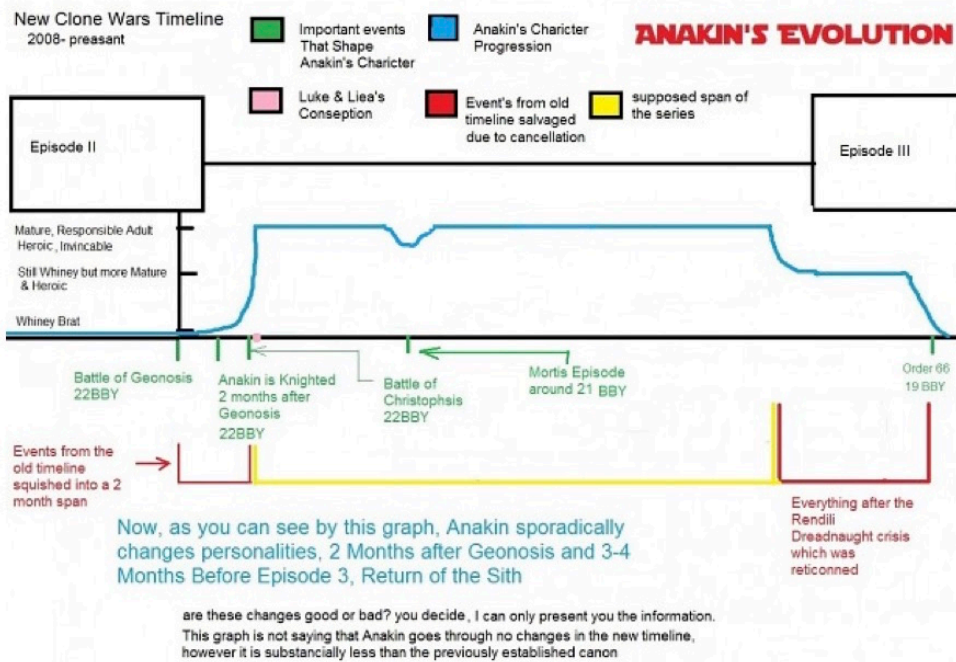 New Clone Wars Timeline
2008- preasant
Important events
That Shape
Anakin's Charicter
Anakin's Charicter
Progression
ANAKIN'S EVOLUTION
Luke & Liea's
Conseption
Event's from old
timeline salvaged
due to cancellation
supposed span of
the series
Episode II
Episode III
Mature, Responsible Adult
Heroic , Invincable
Still Whiney but more Mature
& Heroic
Whiney Brat
Battle of Geonosis
22BBY
Anakin is Knighted
2 months after
Geonosis
22BBY
Battle of
Christophsis
22BBY
Mortis Episode
around 21 BBY
Order 66
19 BBY
Events from the
old timeline
squished into a 2
month span
Everything after the
Rendili
Dreadnaught crisis
which was
reticonned
Now, as you can see by this graph, Anakin sporadically
changes personalities, 2 Months after Geonosis and 3-4
Months Before Episode 3, Return of the Sith
are these changes good or bad? you decide , I can only present you the information.
This graph is not saying that Anakin goes through no changes in the new timeline,
however it is substancially less than the previously established canon